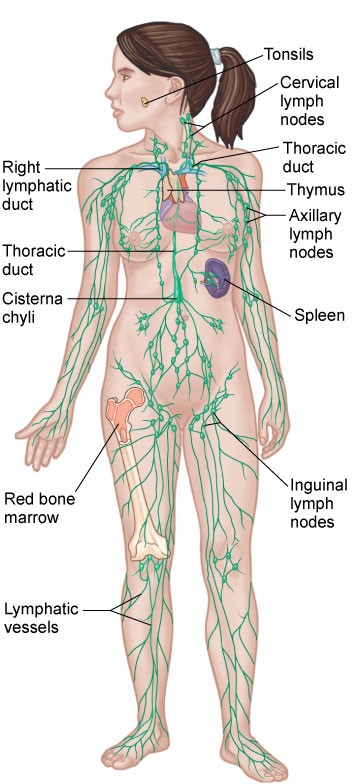 Tonsils
Cervical
lymph
nodes
Thoracic
duct
Thymus
Axillary
lymph
nodes
Spleen
Inguinal
lymph
nodes
Right
lymphatic
duct
Thoracic
duct
Cisterna
chyli
Red bone
marrow
Lymphatic
vessels